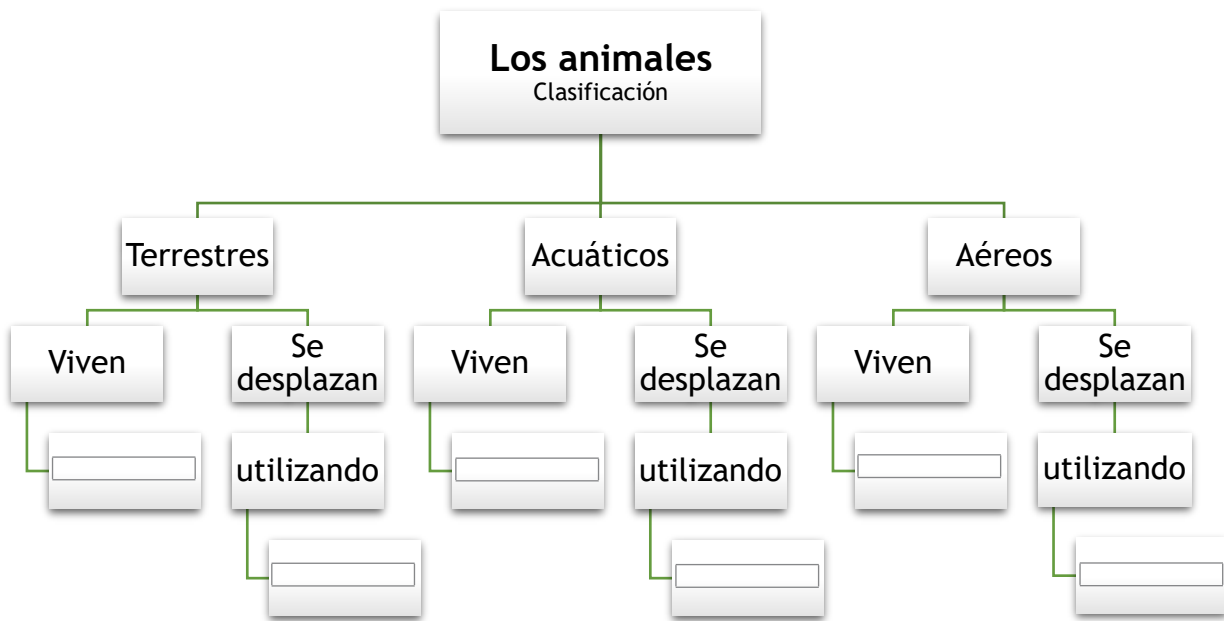 Los animales
Clasificación
Terrestres
Acuáticos
Aéreos
Viven
Se
desplazan
Viven
Se
desplazan
Viven
Se
desplazan
utilizando
utilizando
utilizando